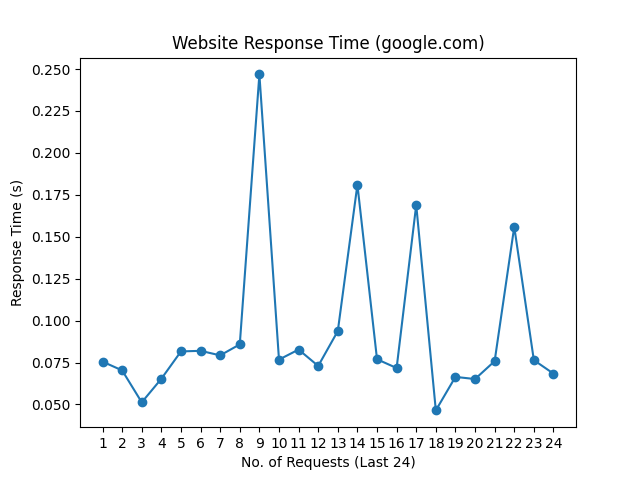 Website Response Time (google.com)
0.250
0.225
0.200
0.175
0.150
0.125
0.100
0.075
0.050
Response Time (s)
1 2 3 4 5 6 7 8 9 10 11 12 13 14 15 16 17 18 19 20 21 22 23 24
No. of Requests (Last 24)